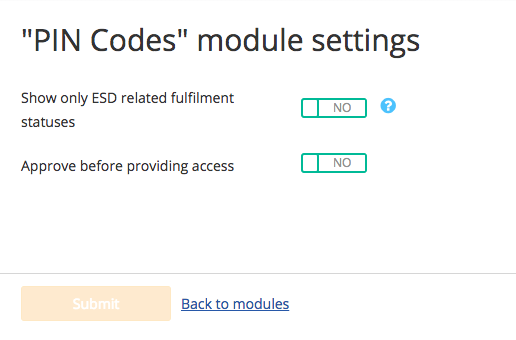 "PIN Codes" module settings
Show only ESD related fulfilment
statuses
NO
?
Approve before providing access
NO
Submit
Back to modules